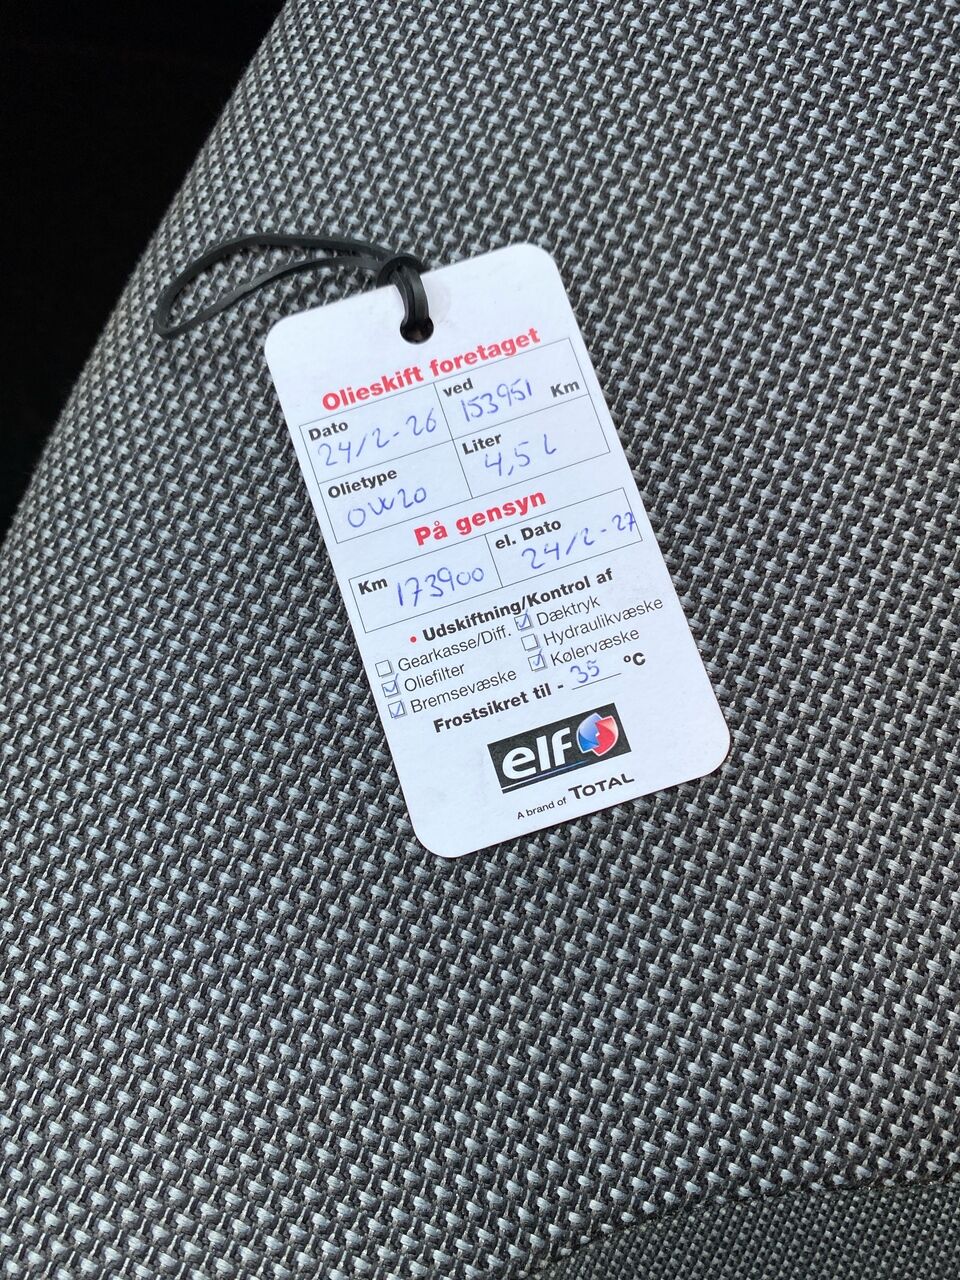 Olieskift foretaget
Dato ved
24/2-26 153951 Km
Olietype Liter
0W20 4,5 L
På gensyn
Km 173900 el. Dato 24/2-27
• Udskiftning/Kontrol af
Gearkasse/Diff. Dæktryk
Oliefilter Hydraulikvæske
Bremsevæske Kølervæske
Frostsikret til - 35 ºC
elf
A brand of TOTAL